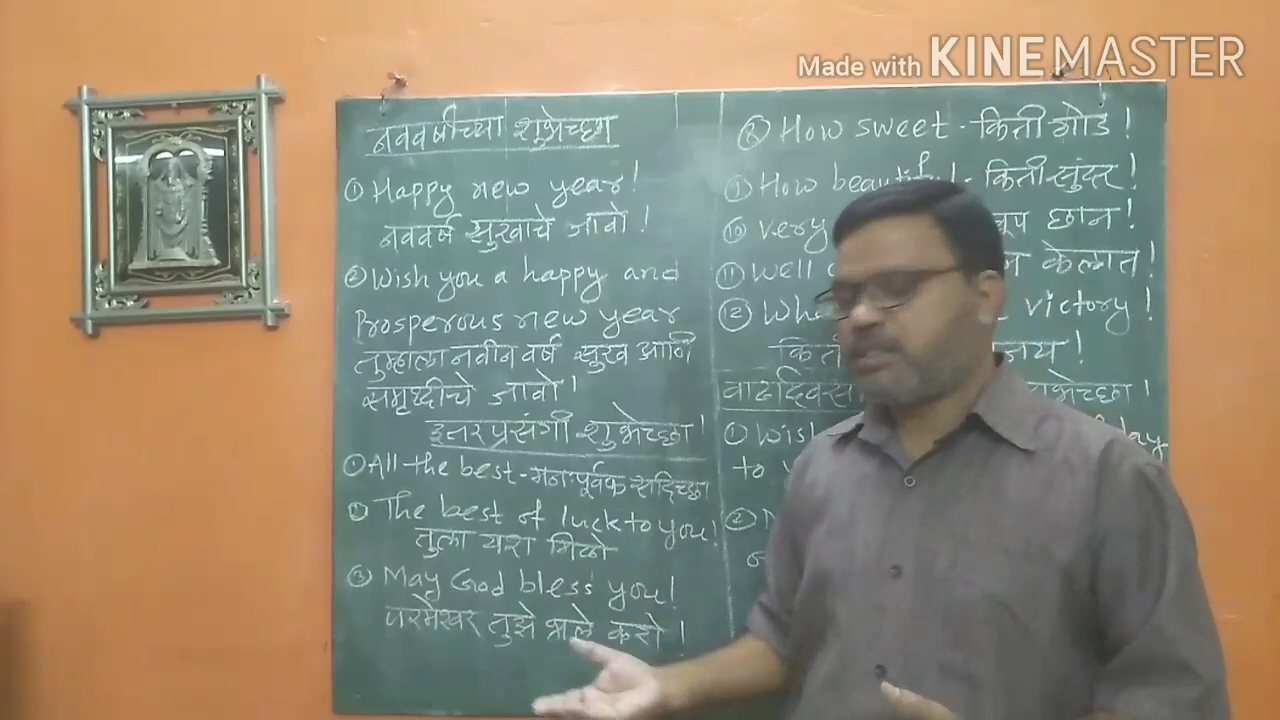 Made with KINEMASTER
नववर्षाच्या शुभेच्छा
① Happy new year!
नववर्ष सुखाचे जावो!
② Wish you a happy and
Prosperous new year
तुम्हाला नवीन वर्ष सुख आणि
समृध्दीचे जावो!
इतर प्रसंगी शुभेच्छा!
① All the best - मनःपूर्वक सदिच्छा
② The best of luck to you!
तुला यश मिळो
③ May God bless you!
परमेश्वर तुझे भले करो!
⑧ How sweet - किती गोड!
⑨ How beautiful - किती सुंदर!
⑩ Very छान!
⑪ Well केलात!
⑫ victory!
किती
वाढदिवसा
① Wish day
to
②